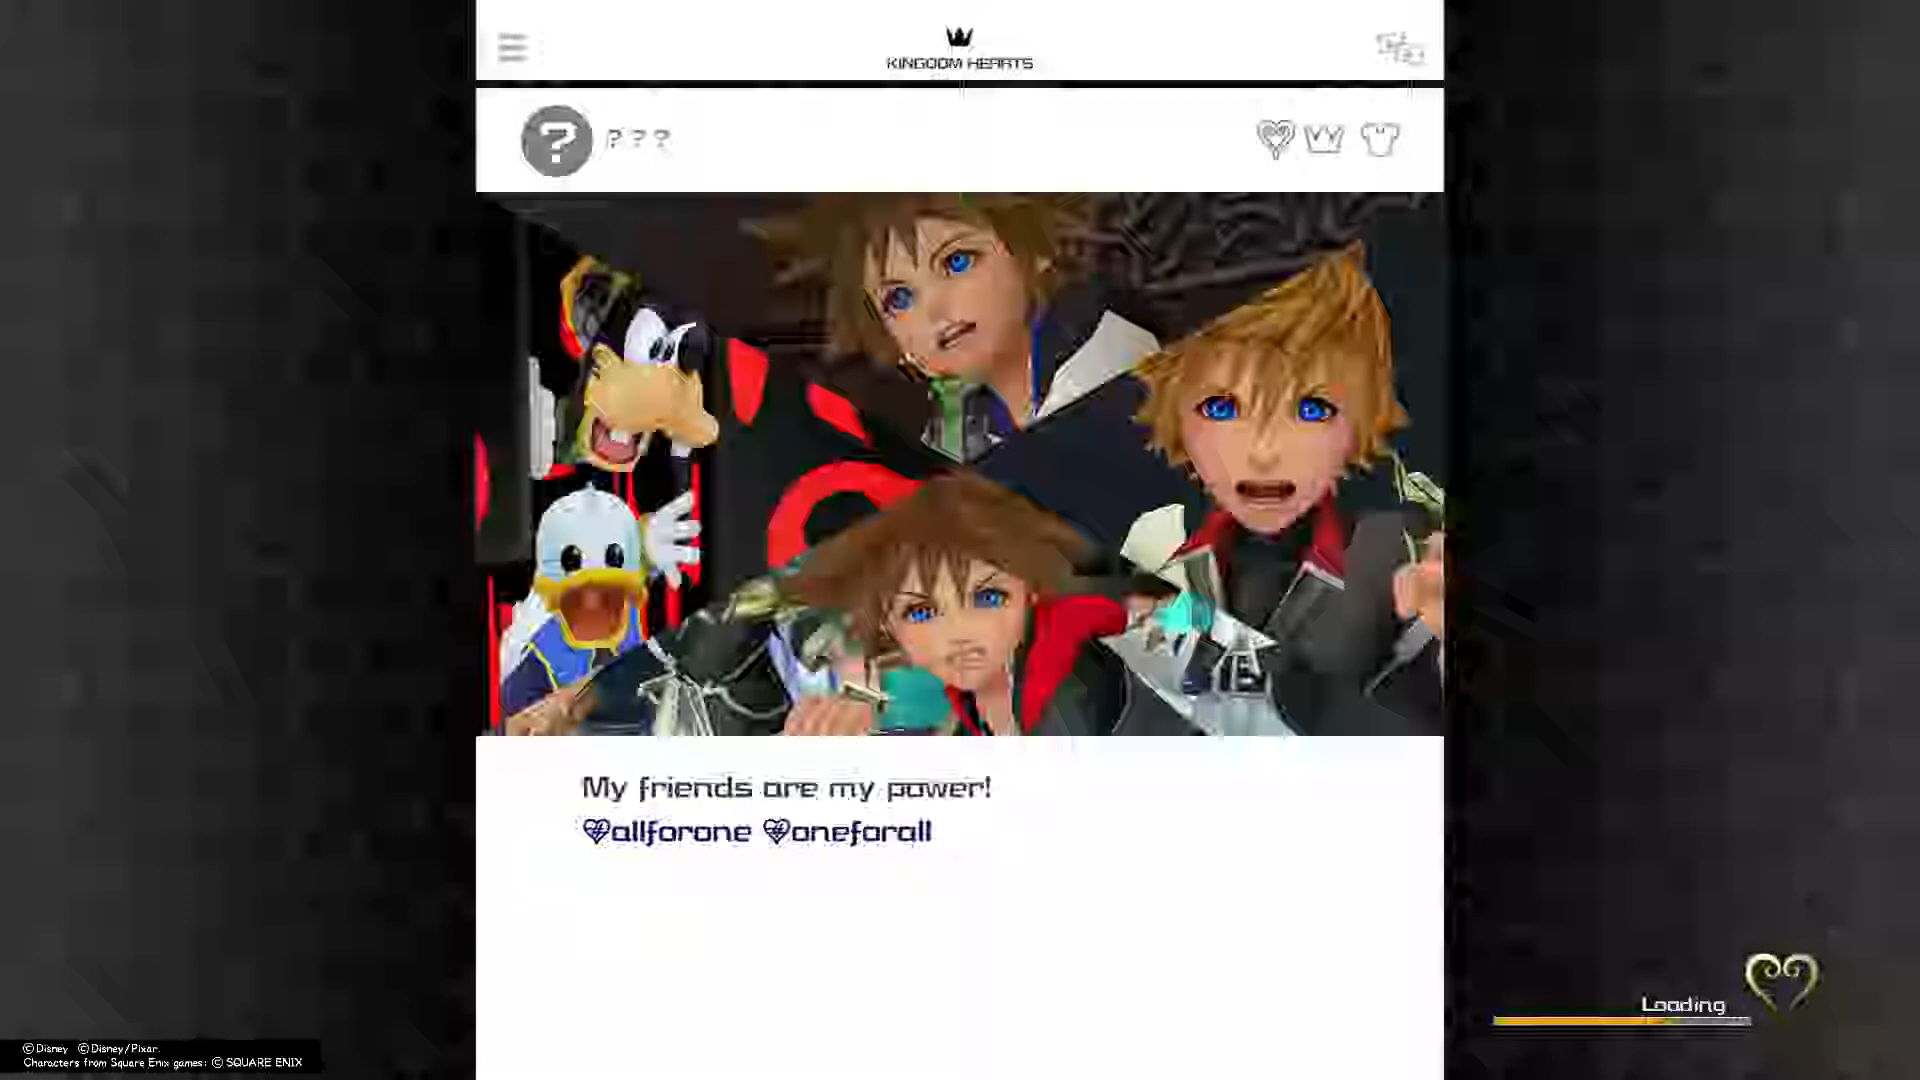 KINGDOM HEARTS
? ? ? ?
My friends are my power!
allforone oneforall
Loading
©Disney ©Disney/Pixar.
Characters from Square Enix games: © SQUARE ENIX